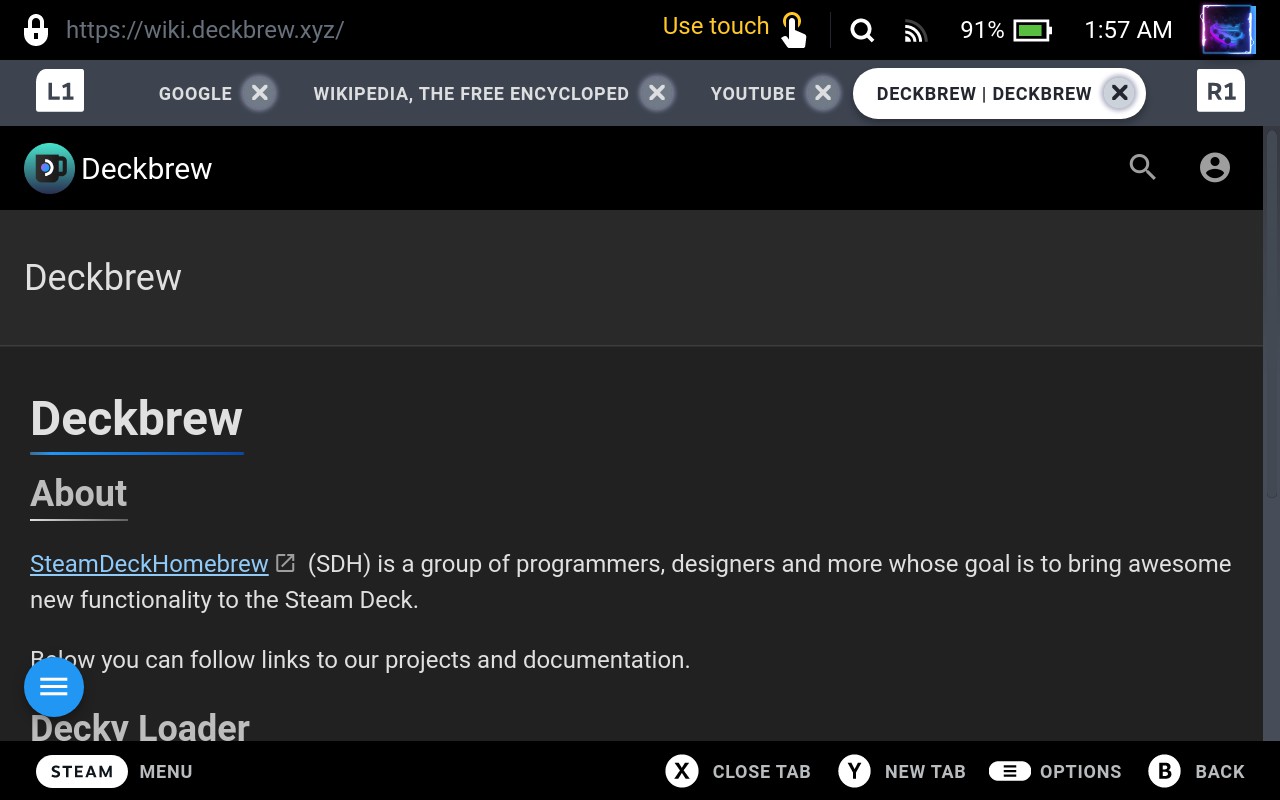 https://wiki.deckbrew.xyz/ Use touch 91% 1:57 AM
L1 GOOGLE WIKIPEDIA, THE FREE ENCYCLOPED YOUTUBE DECKBREW | DECKBREW R1
Deckbrew
Deckbrew
Deckbrew
About
SteamDeckHomebrew (SDH) is a group of programmers, designers and more whose goal is to bring awesome
new functionality to the Steam Deck.
Below you can follow links to our projects and documentation.
Decky Loader
STEAM MENU X CLOSE TAB Y NEW TAB OPTIONS B BACK